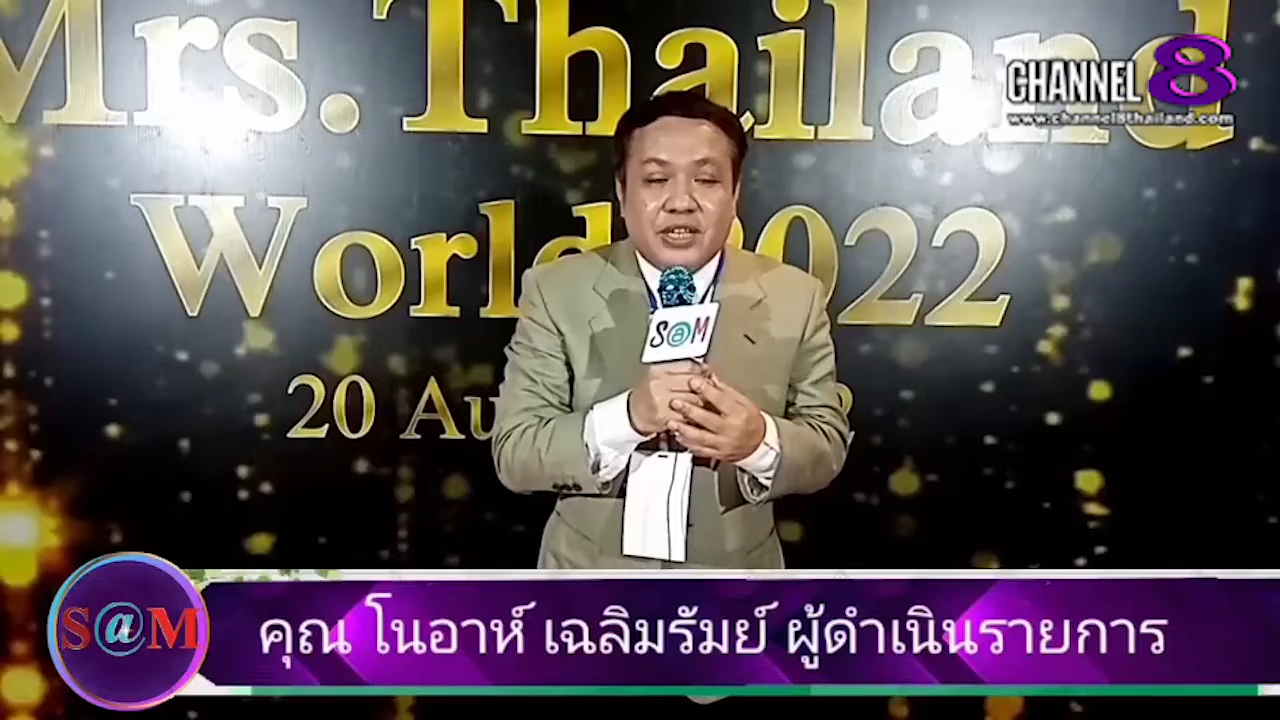 Mrs. Thailand
CHANNEL 8
www.channel8thailand.com
World 2022
20 Au
S@M
S@M
คุณ โนอาห์ เฉลิมรัมย์ ผู้ดำเนินรายการ